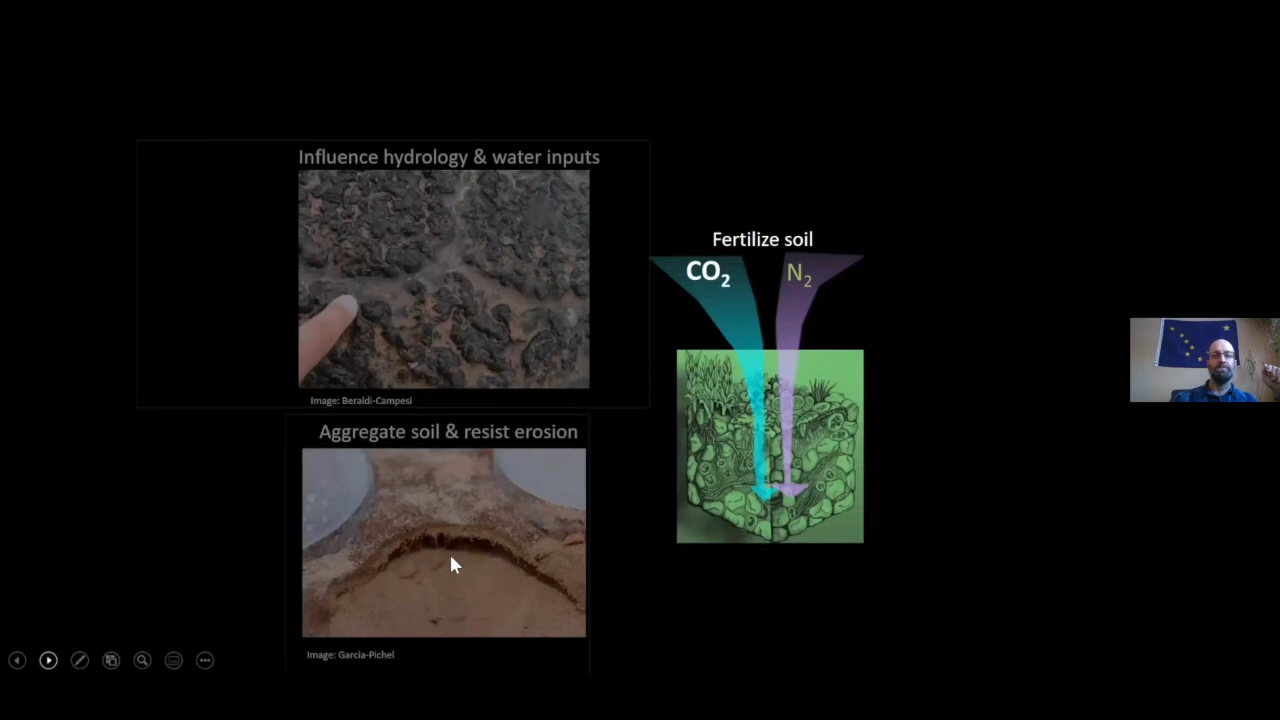 Influence hydrology & water inputs
Image: Beraldi-Campesi
Aggregate soil & resist erosion
Image: Garcia-Pichel
Fertilize soil
CO₂
N₂